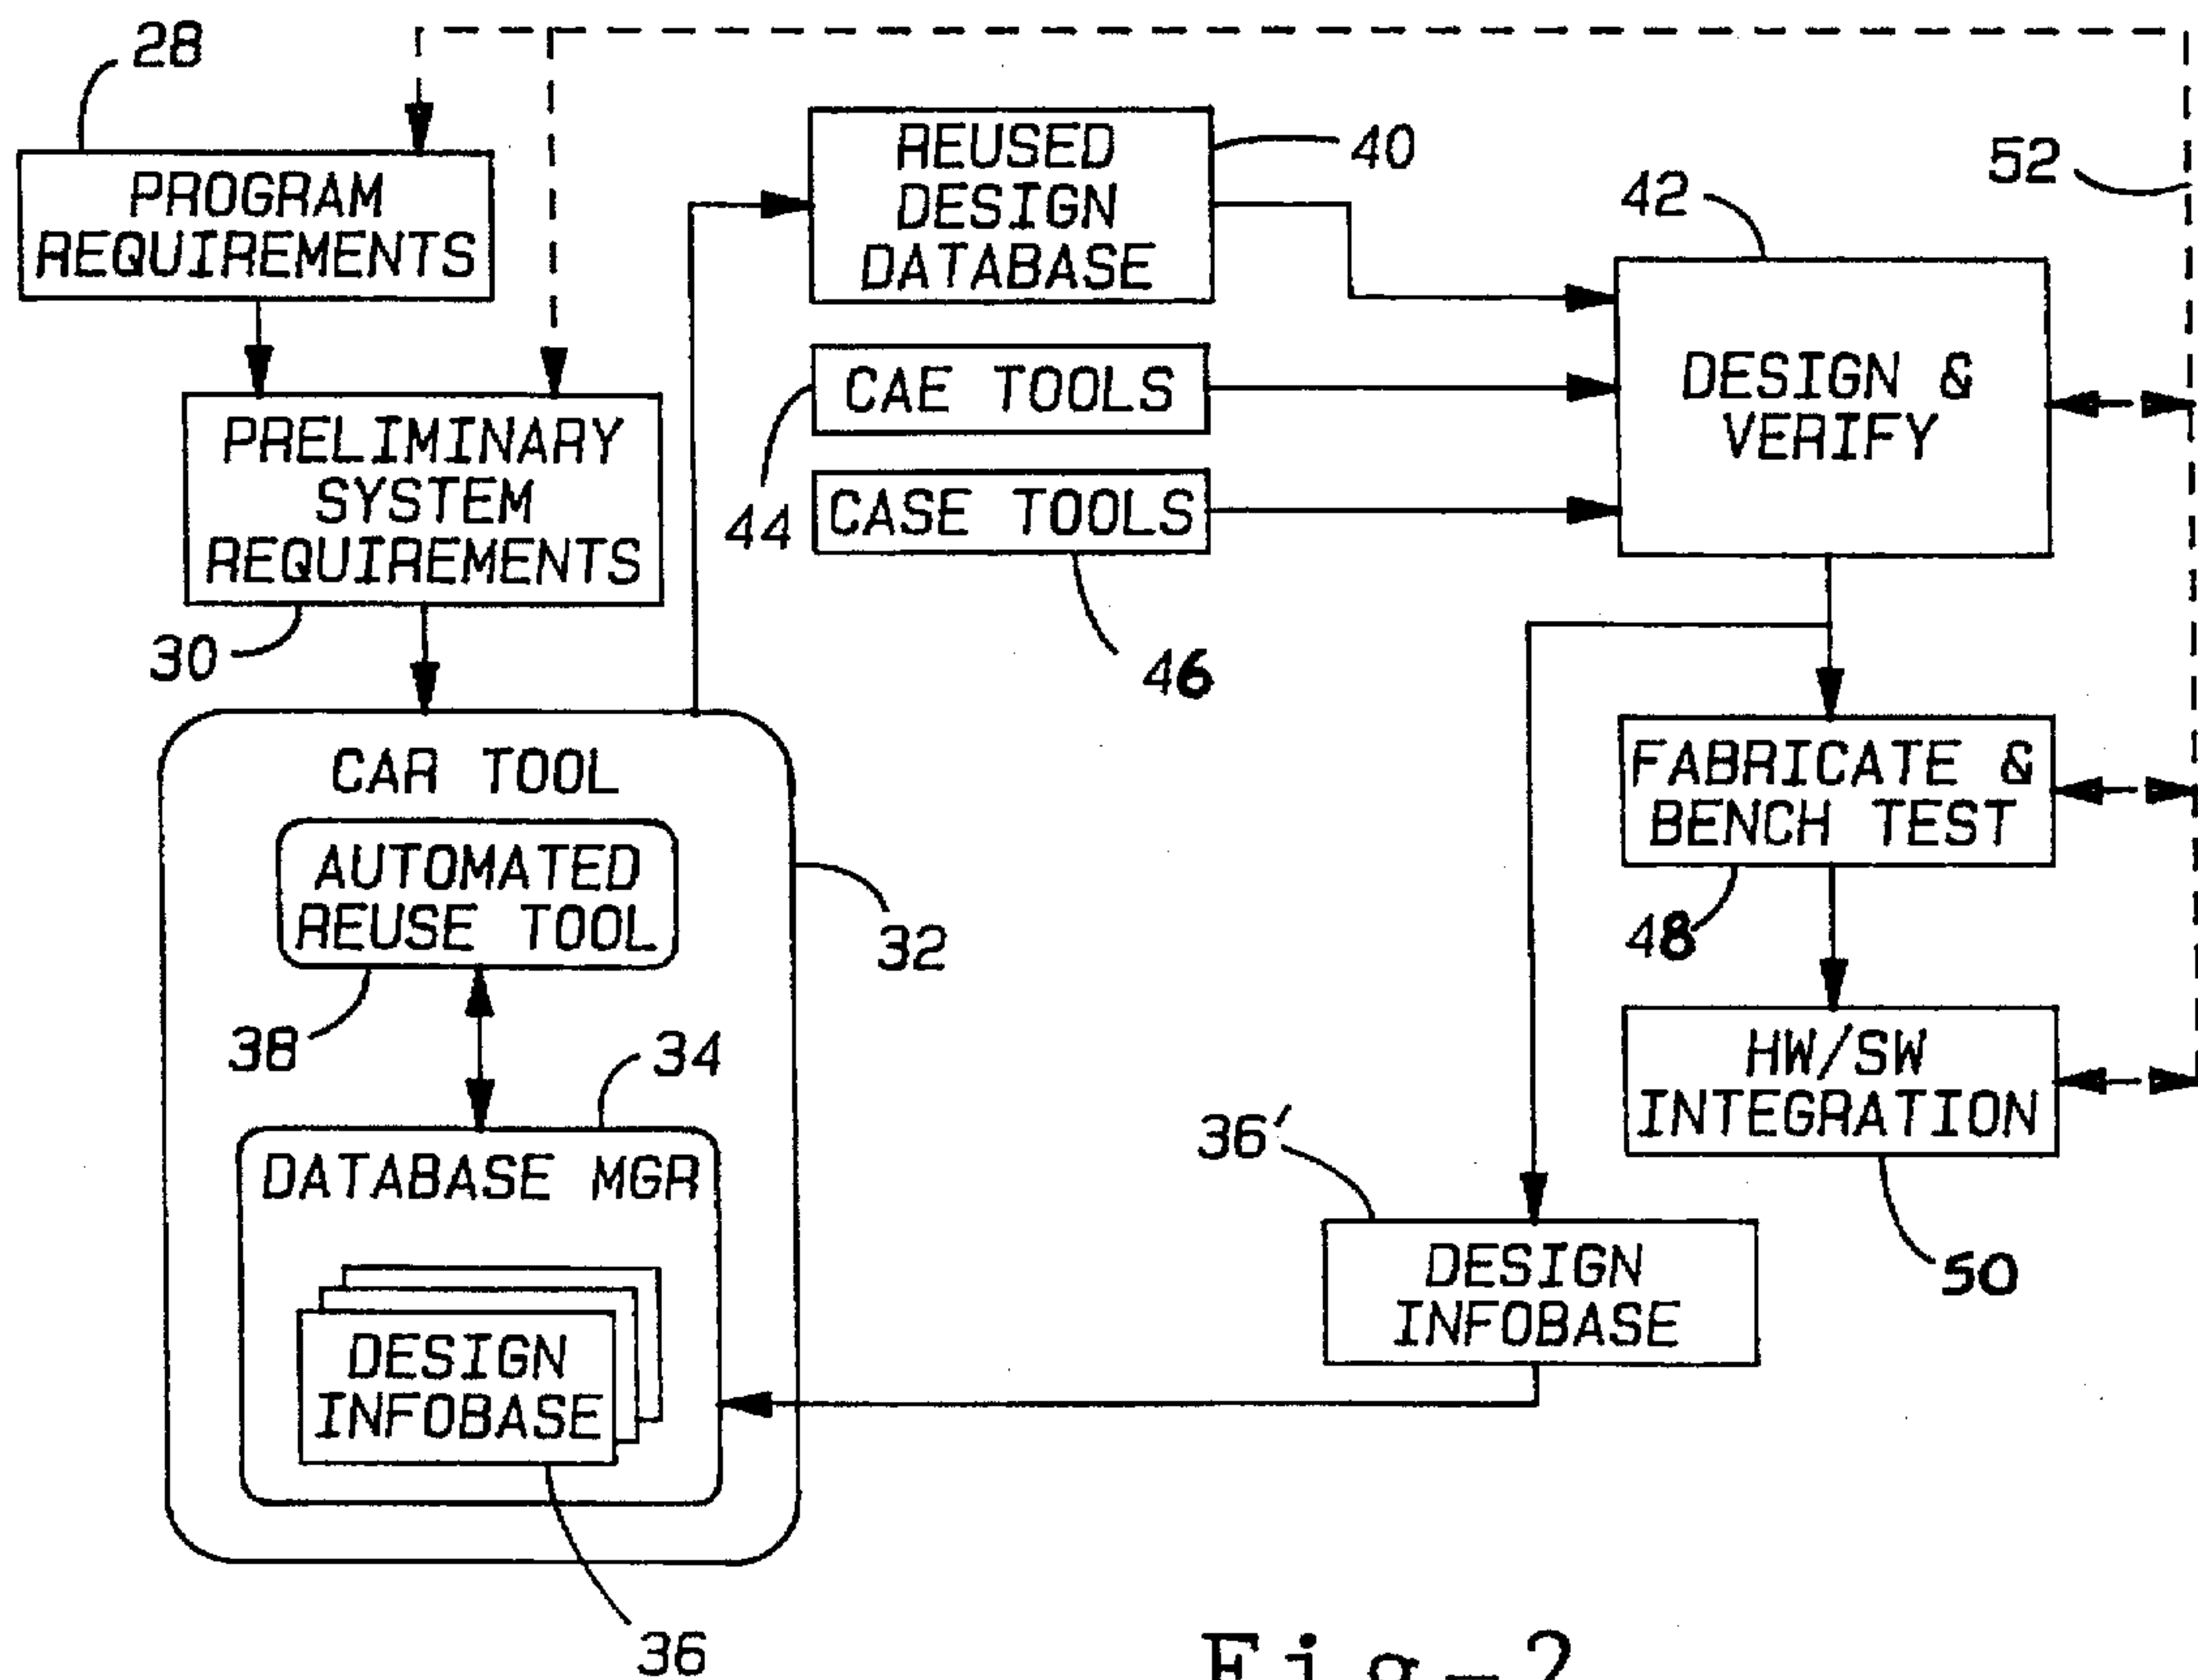 28
PROGRAM
REQUIREMENTS
PRELIMINARY
SYSTEM
REQUIREMENTS
30
REUSED
DESIGN
DATABASE
40
CAE TOOLS
44
CASE TOOLS
46
42
DESIGN &
VERIFY
52
CAR TOOL
AUTOMATED
REUSE TOOL
32
38
34
DATABASE MGR
DESIGN
INFOBASE
36
FABRICATE &
BENCH TEST
48
HW/SW
INTEGRATION
50
36'
DESIGN
INFOBASE
Fig-2